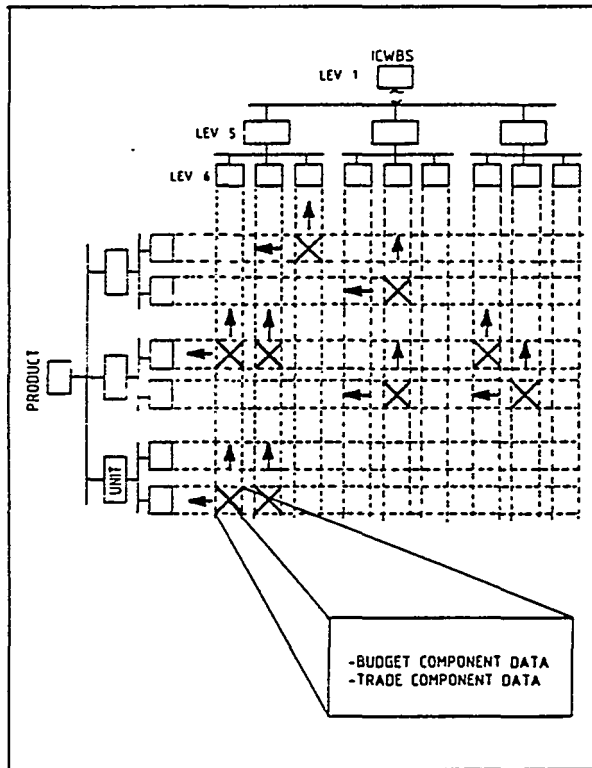 ICWBS
LEV 1
LEV 5
LEV 6
PRODUCT
UNIT
-BUDGET COMPONENT DATA
-TRADE COMPONENT DATA